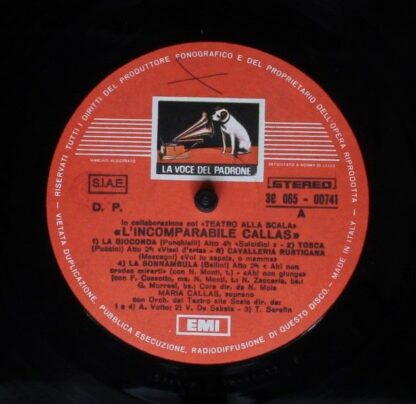 RISERVATI TUTTI I DIRITTI DEL PRODUTTORE FONOGRAFICO E DEL PROPRIETARIO DELL'OPERA RIPRODOTTA
MADE IN ITALY
LA VOCE DEL PADRONE
S.I.A.E.
STEREO
3C 065 - 00741
D. P.
A
In collaborazione col «TEATRO ALLA SCALA»
«L'INCOMPARABILE CALLAS»
1) LA GIOCONDA (Ponchielli) Atto 4º «Suicidio!» - 2) TOSCA
(Puccini) Atto 2º «Vissi d'arte» - 3) CAVALLERIA RUSTICANA
(Mascagni) «Voi lo sapete, o mamma»
4) LA SONNAMBULA (Bellini) Atto 2º « Ah! non
credea mirarti» (con N. Monti, t.) - «Ah! non giunge»
(con F. Cossotto, ms. N. Monti, t. N. Zaccaria, bs.
G. Morresi, bs.) Coro dir. da N. Mola
MARIA CALLAS, soprano
con Orch. del Teatro alla Scala dir. da:
1 e 4) A. Votto; 2) V. De Sabata - 3) T. Serafin
EMI
VIETATA DUPLICAZIONE, PUBBLICA ESECUZIONE, RADIODIFFUSIONE DI QUESTO DISCO